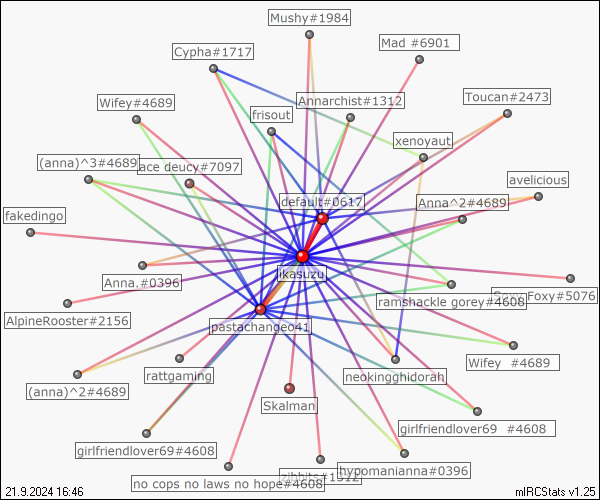 Mushy#1984
Mad #6901
Cypha#1717
Toucan#2473
Wifey#4689
Annarchist#1312
frisout
xenoyaut
(anna)^3#4689
ace deucy#7097
avelicious
default#0617
Anna^2#4689
fakedingo
ikasuzu
Anna.#0396
Foxy#5076
ramshackle gorey#4608
AlpineRooster#2156
pastachangeo41
Wifey #4689
rattgaming
neokingghidorah
(anna)^2#4689
Skalman
girlfriendlover69 #4608
girlfriendlover69#4608
hypomanianna#0396
no cops no laws no hope#4608
21.9.2024 16:46
mIRCStats v1.25